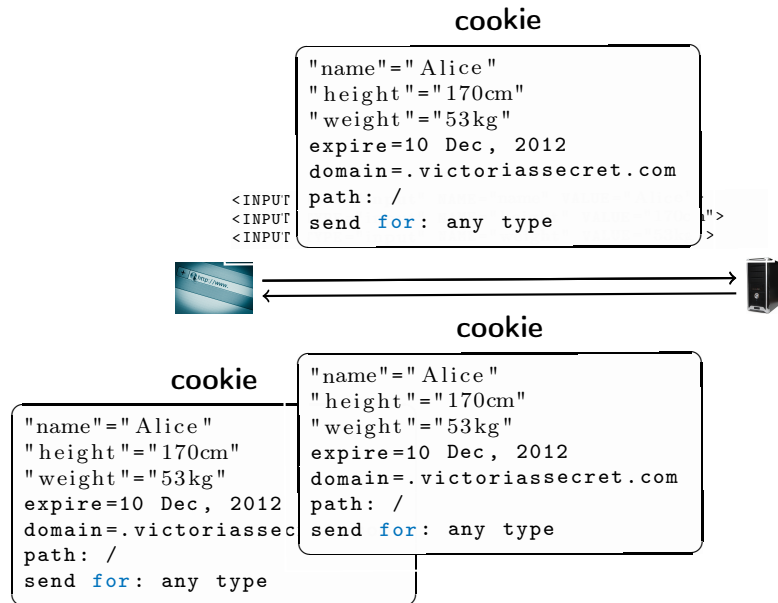 cookie
"name"="Alice"
"height"="170cm"
"weight"="53kg"
expire=10 Dec, 2012
domain=.victoriassecret.com
path: /
send for: any type
<INPUT
<INPUT n">
<INPUT >
http://www.
cookie
"name"="Alice"
"height"="170cm"
"weight"="53kg"
expire=10 Dec, 2012
domain=.victoriassecret.com
path: /
send for: any type
cookie
"name"="Alice"
"height"="170cm"
"weight"="53kg"
expire=10 Dec, 2012
domain=.victoriassec
path: /
send for: any type